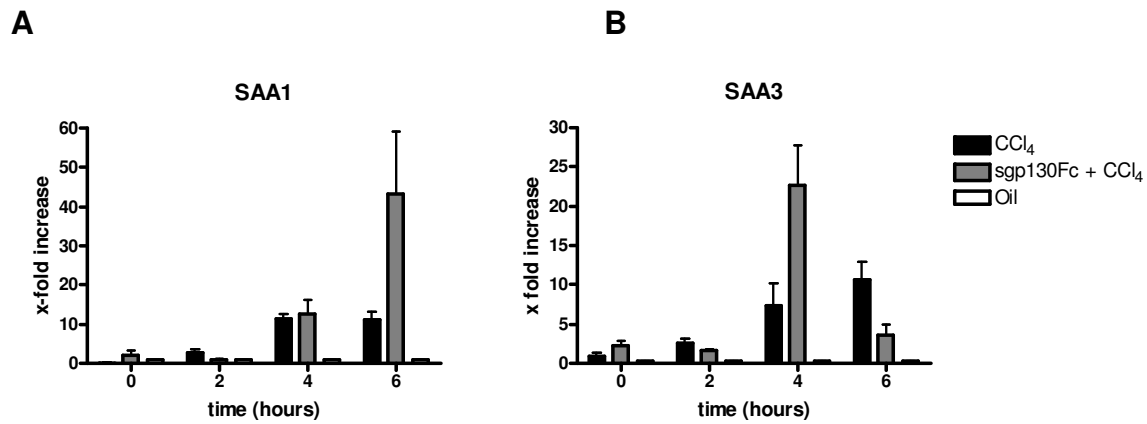 A
SAA1
x-fold increase
60
50
40
30
20
10
0
0 2 4 6
time (hours)
B
SAA3
x fold increase
30
25
20
15
10
5
0
0 2 4 6
time (hours)
CCl₄
sgp130Fc + CCl₄
Oil